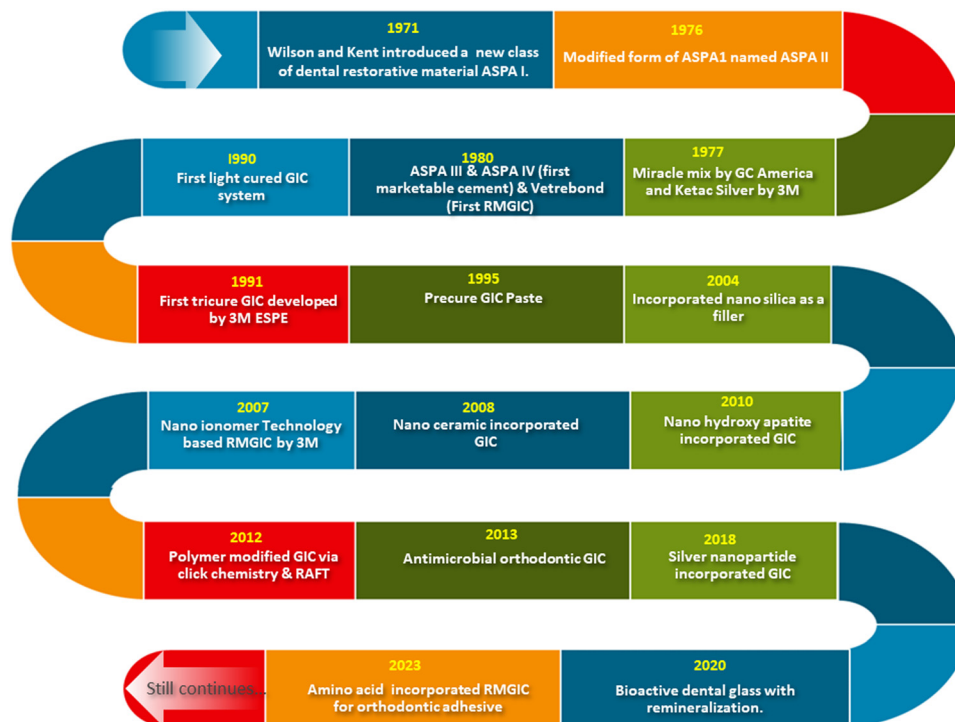 1971
Wilson and Kent introduced a new class
of dental restorative material ASPA I.
1976
Modified form of ASPA1 named ASPA II
1977
Miracle mix by GC America
and Ketac Silver by 3M
1980
ASPA III & ASPA IV (first
marketable cement) & Vetrebond
(First RMGIC)
I990
First light cured GIC
system
1991
First tricure GIC developed
by 3M ESPE
1995
Precure GIC Paste
2004
Incorporated nano silica as a
filler
2010
Nano hydroxy apatite
incorporated GIC
2008
Nano ceramic incorporated
GIC
2007
Nano ionomer Technology
based RMGIC by 3M
2012
Polymer modified GIC via
click chemistry & RAFT
2013
Antimicrobial orthodontic GIC
2018
Silver nanopartide
incorporated GIC
2020
Bioactive dental glass with
remineralization.
2023
Amino acid incorporated RMGIC
for orthodontic adhesive
Still continues...